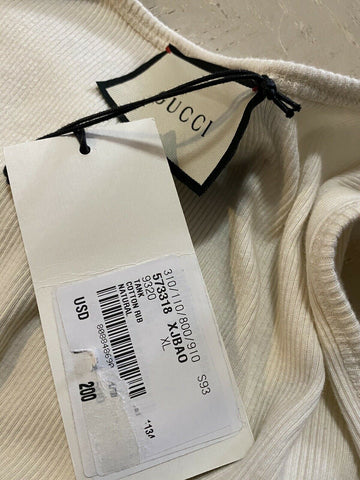 GUCCI
310/110/800/910 S93
573318 XJBAO
9320 XL
TANK
COTTON RIB
NATURAL
USD 200